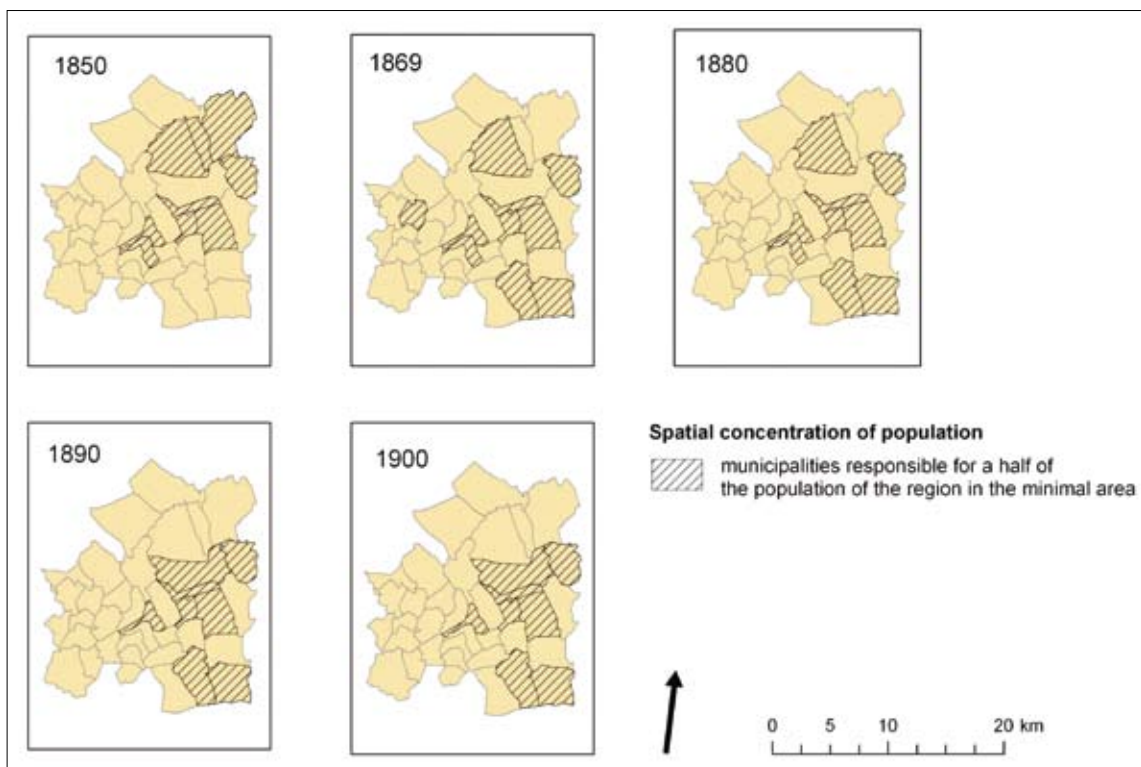 1850
1869
1880
1890
1900
Spatial concentration of population
municipalities responsible for a half of
the population of the region in the minimal area
0 5 10 20 km